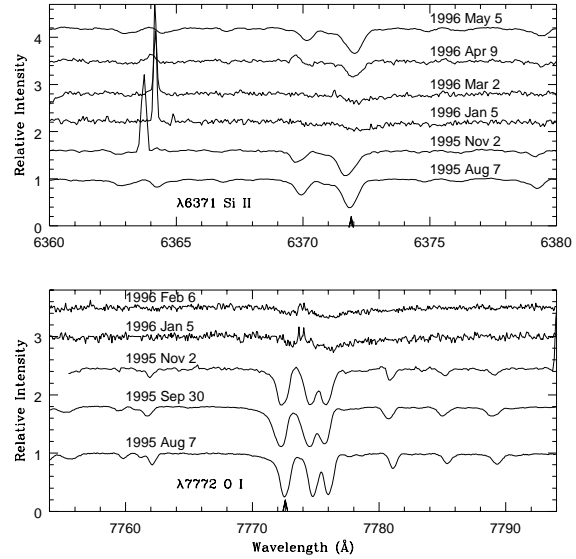 4
3
2
1
0
Relative Intensity
1996 May 5
1996 Apr 9
1996 Mar 2
1996 Jan 5
1995 Nov 2
1995 Aug 7
λ6371 Si II
6360 6365 6370 6375 6380
3
2
1
0
Relative Intensity
1996 Feb 6
1996 Jan 5
1995 Nov 2
1995 Sep 30
1995 Aug 7
λ7772 O I
7760 7770 7780 7790
Wavelength (Å)